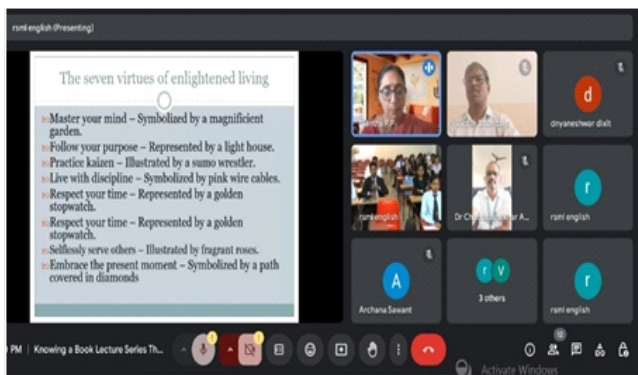 rsml english (Presenting)
The seven virtues of enlightened living
Master your mind – Symbolized by a magnificient
garden.
Follow your purpose – Represented by a light house.
Practice kaizen – Illustrated by a sumo wrestler.
Live with discipline – Symbolized by pink wire cables.
Respect your time – Represented by a golden
stopwatch.
Respect your time – Represented by a golden
stopwatch.
Selflessly serve others – Illustrated by fragrant roses.
Embrace the present moment – Symbolized by a path
covered in diamonds
d
dnyaneshwar dixit
rsml english
Dr Ch
A...
r
rsml english
A
Archana Sawant
r V
3 others
r
rsml english
PM | Knowing a Book Lecture Series Th...
12
Activate Windows